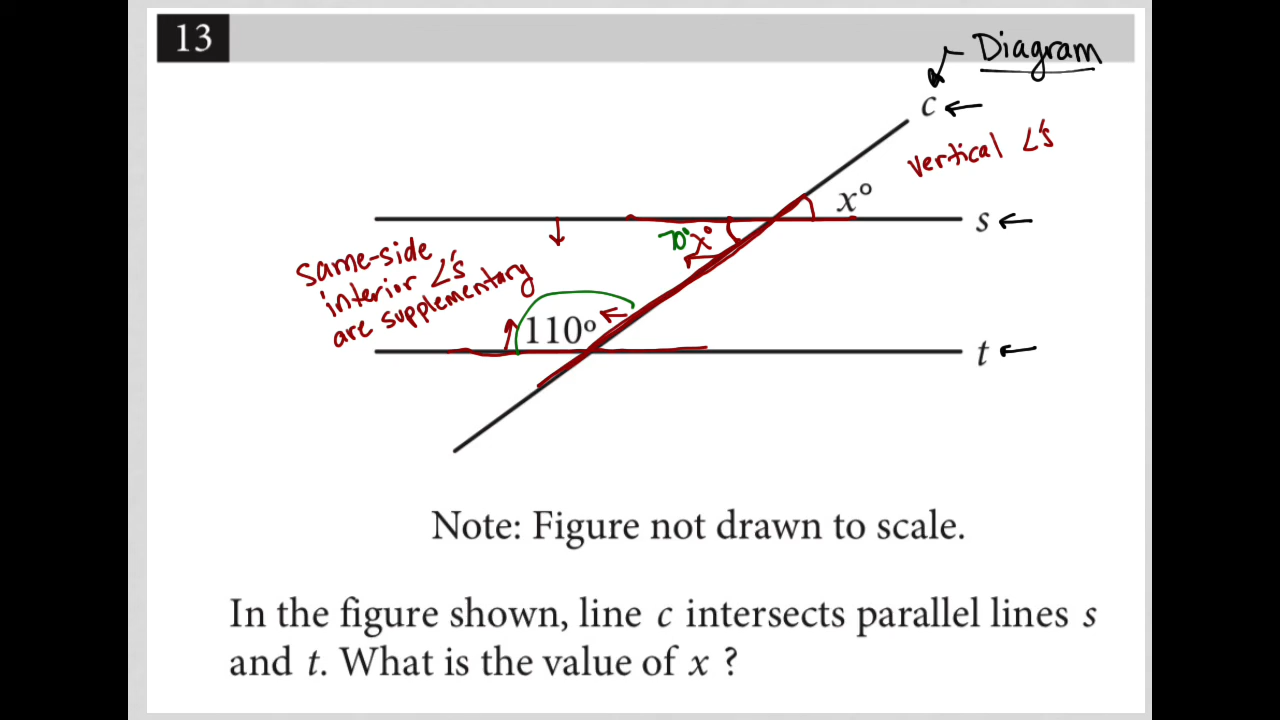 13
Diagram
c
vertical ∠'s
x°
s
70° x°
same-side
interior ∠'s
are supplementary
110°
t
Note: Figure not drawn to scale.
In the figure shown, line c intersects parallel lines s
and t. What is the value of x ?